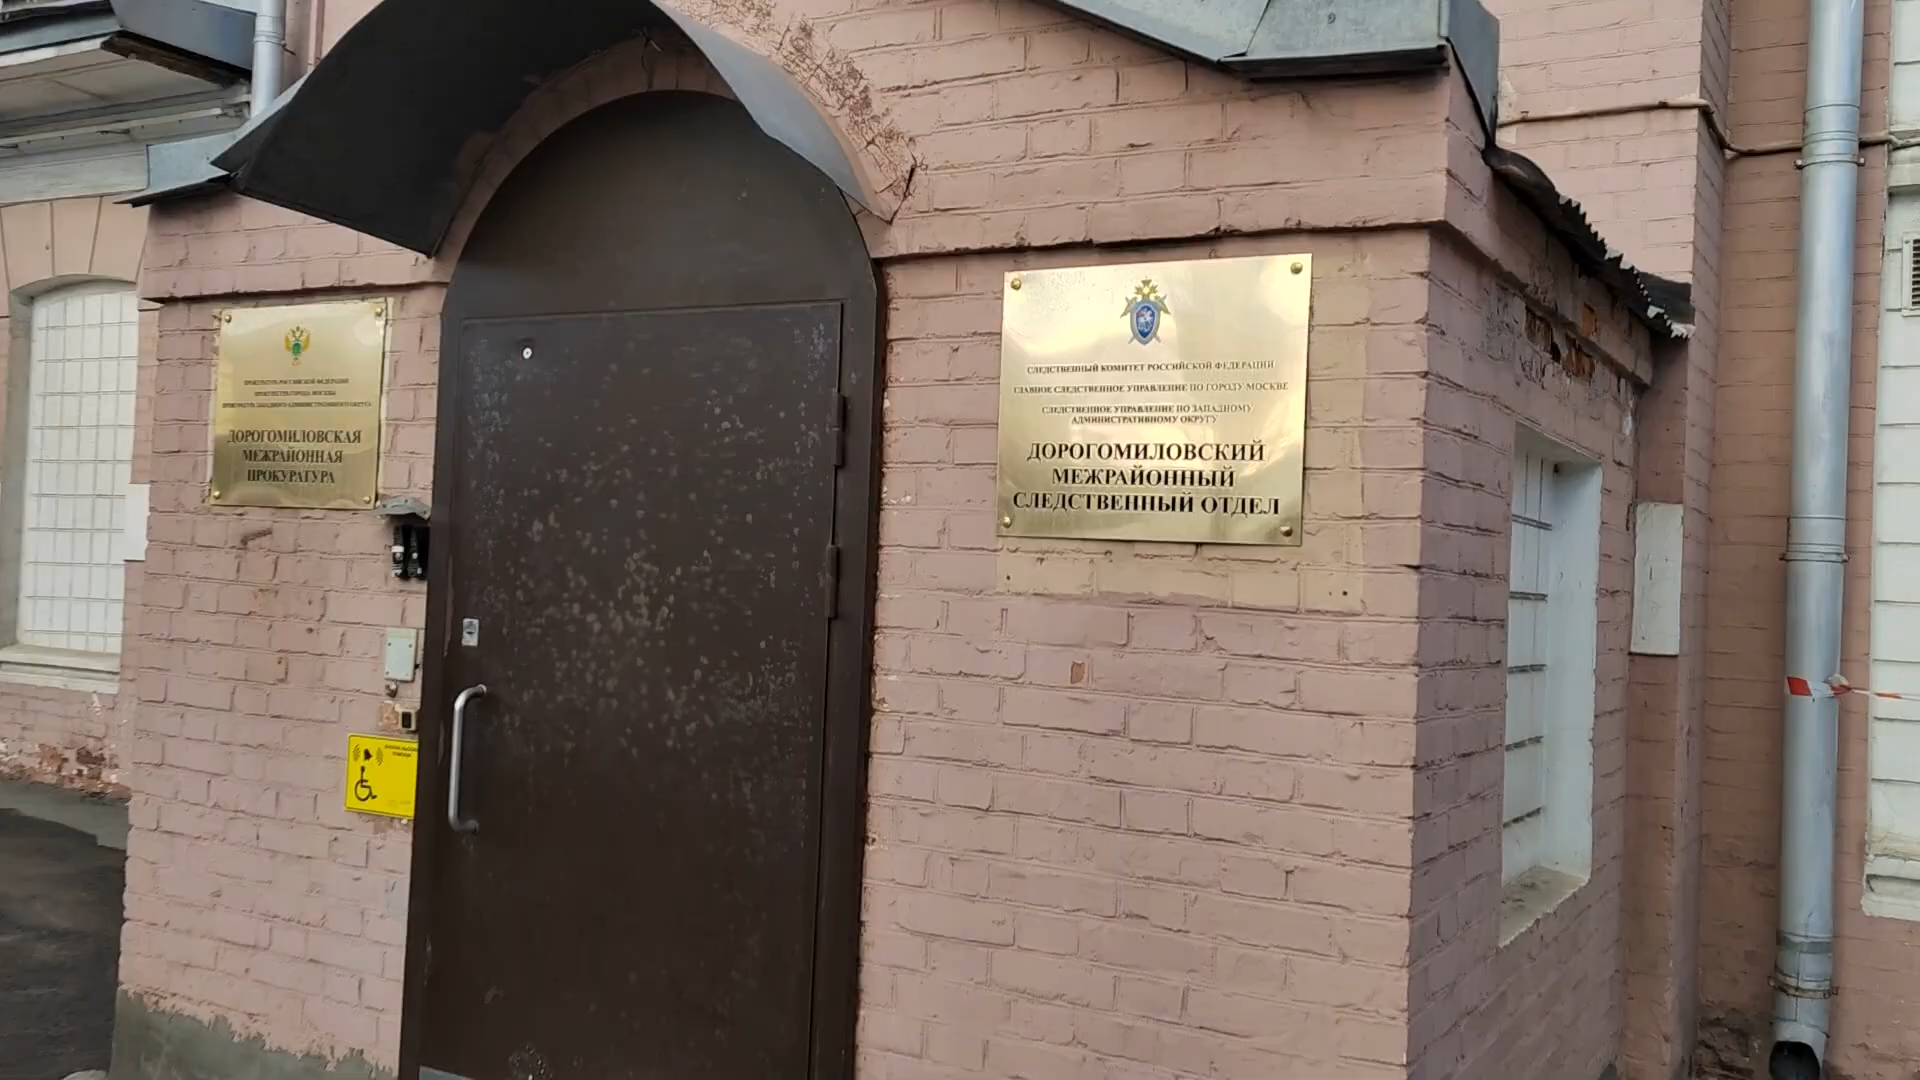 ПРОКУРАТУРА РОССИЙСКОЙ ФЕДЕРАЦИИ
ПРОКУРАТУРА ГОРОДА МОСКВЫ
ПРОКУРАТУРА ЗАПАДНОГО АДМИНИСТРАТИВНОГО ОКРУГА
ДОРОГОМИЛОВСКАЯ
МЕЖРАЙОННАЯ
ПРОКУРАТУРА
СЛЕДСТВЕННЫЙ КОМИТЕТ РОССИЙСКОЙ ФЕДЕРАЦИИ
ГЛАВНОЕ СЛЕДСТВЕННОЕ УПРАВЛЕНИЕ ПО ГОРОДУ МОСКВЕ
СЛЕДСТВЕННОЕ УПРАВЛЕНИЕ ПО ЗАПАДНОМУ
АДМИНИСТРАТИВНОМУ ОКРУГУ
ДОРОГОМИЛОВСКИЙ
МЕЖРАЙОННЫЙ
СЛЕДСТВЕННЫЙ ОТДЕЛ